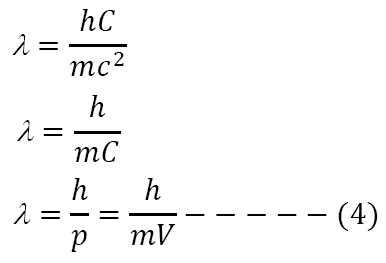 λ = hC / mc²
λ = h / mC
λ = h / p = h / mV − − − − − (4)